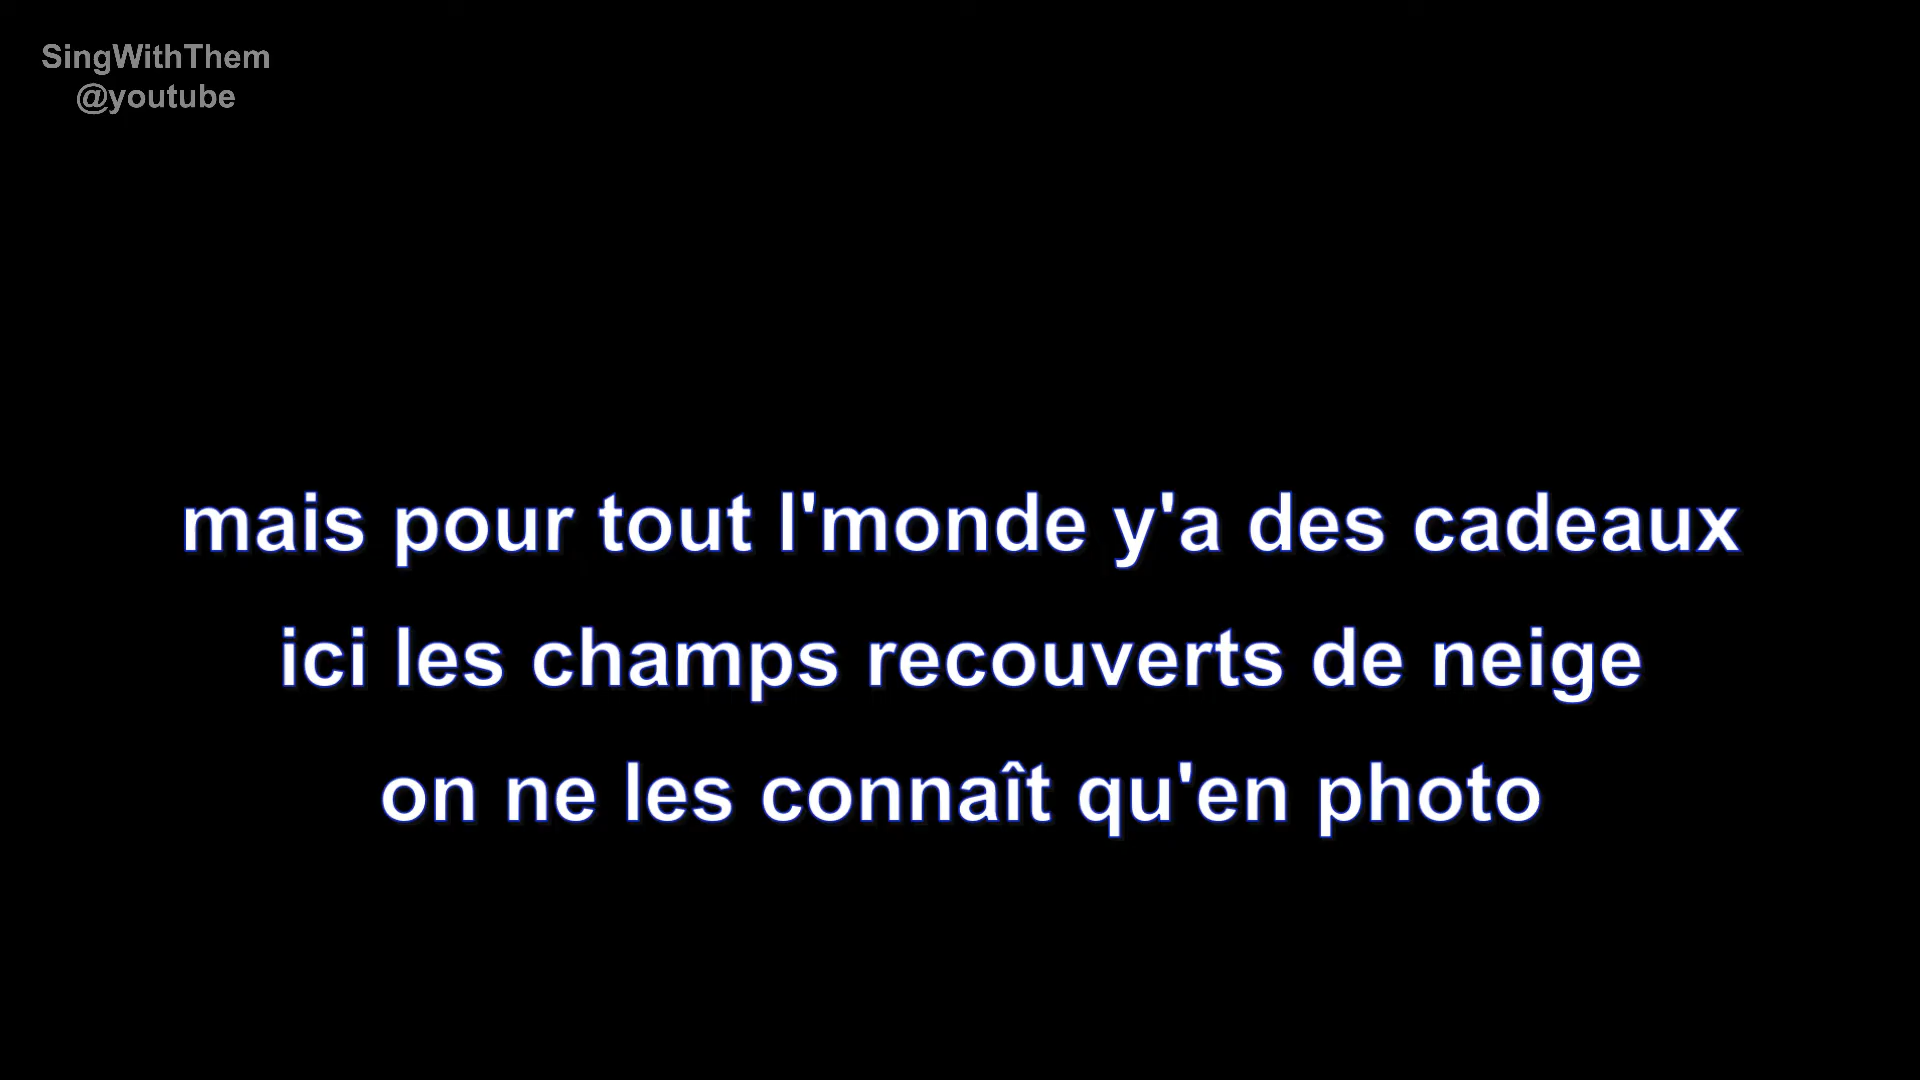 SingWithThem
@youtube
mais pour tout l'monde y'a des cadeaux
ici les champs recouverts de neige
on ne les connaît qu'en photo